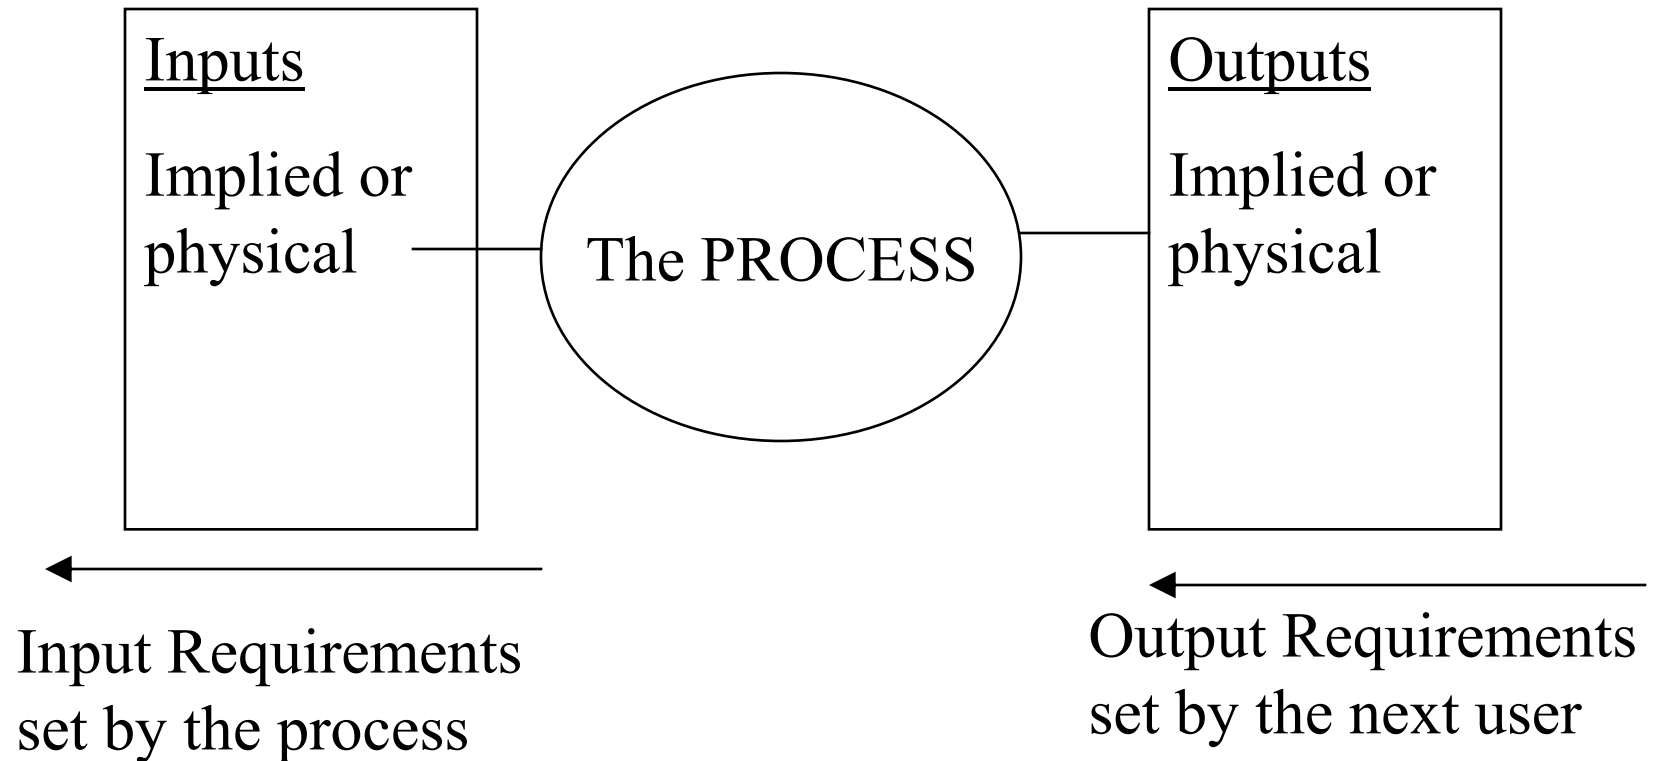 Inputs
Implied or
physical
The PROCESS
Outputs
Implied or
physical
Input Requirements
set by the process
Output Requirements
set by the next user